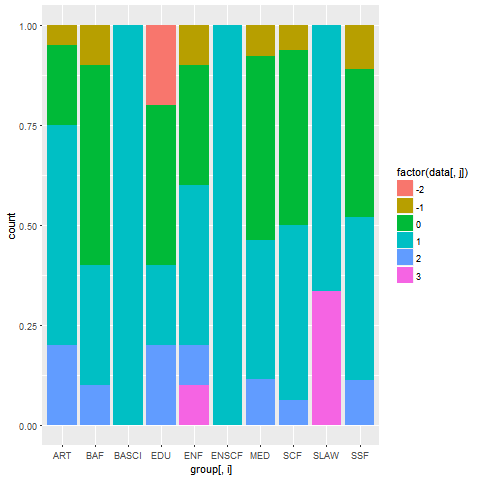 1.00
0.75
0.50
0.25
0.00
count
ART BAF BASCI EDU ENF ENSCF MED SCF SLAW SSF
group[, i]
factor(data[, j])
-2
-1
0
1
2
3